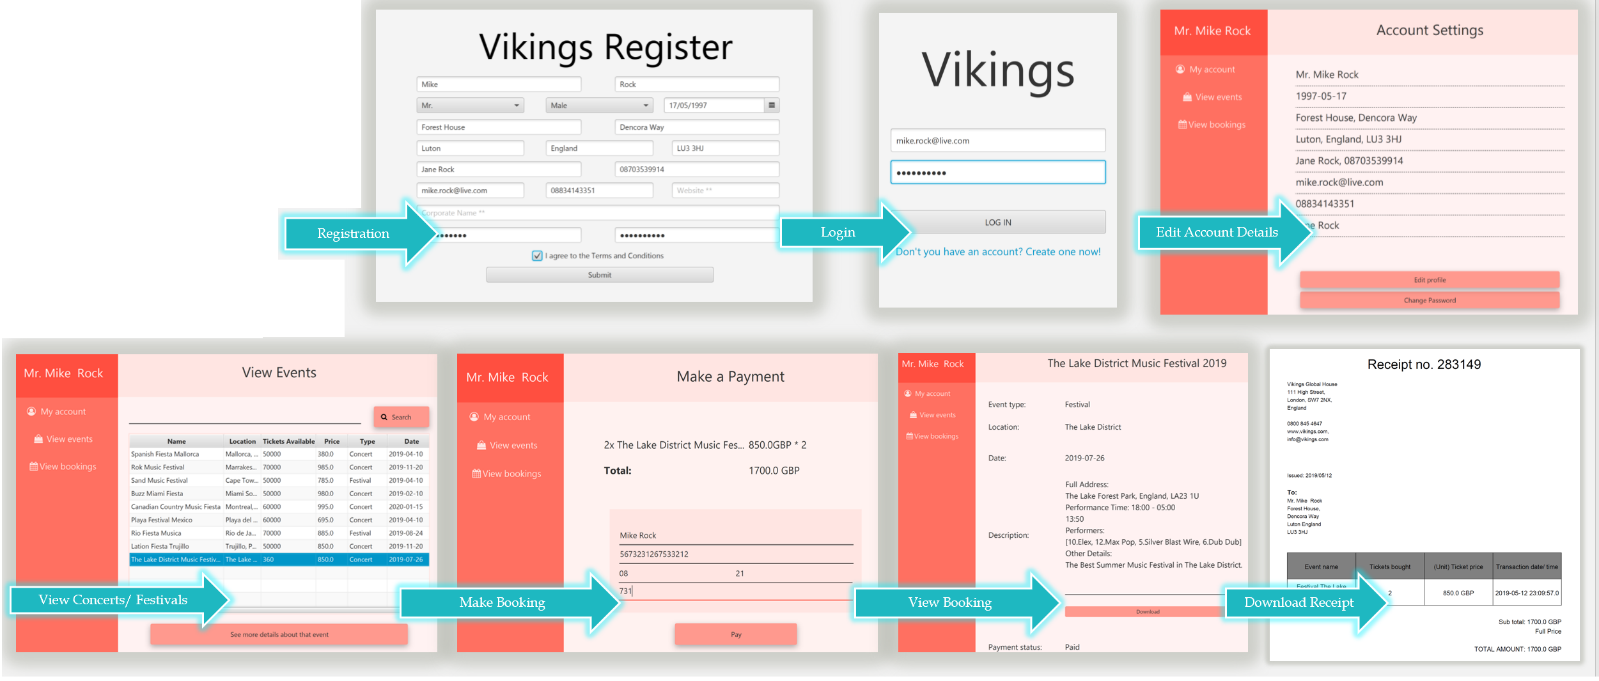 Vikings Register
Mike Rock
Mr. Male 17/05/1997
Forest House Dencora Way
Luton England LU3 3HJ
Jane Rock 08703539914
mike.rock@live.com 08834143351 Website **
Corporate Name **
Registration
I agree to the Terms and Conditions
Submit
Vikings
mike.rock@live.com
Login
LOG IN
Don't you have an account? Create one now!
Mr. Mike Rock
My account
View events
View bookings
Account Settings
Mr. Mike Rock
1997-05-17
Forest House, Dencora Way
Luton, England, LU3 3HJ
Jane Rock, 08703539914
mike.rock@live.com
08834143351
Rock
Edit Account Details
Edit profile
Change Password
Mr. Mike Rock
My account
View events
View bookings
View Events
Search
Name Location Tickets Available Price Type Date
Spanish Fiesta Mallorca Mallorca, ... 50000 380.0 Concert 2019-04-10
Rok Music Festival Marrakes... 70000 985.0 Concert 2019-11-20
Sand Music Festival Cape Tow... 50000 785.0 Festival 2019-04-10
Buzz Miami Fiesta Miami So... 50000 980.0 Concert 2019-02-10
Canadian Country Music Fiesta Montreal,... 60000 995.0 Concert 2020-01-15
Playa Festival Mexico Playa del ... 60000 695.0 Concert 2019-04-10
Rio Fiesta Musica Rio de Ja... 70000 885.0 Festival 2019-08-24
Lation Fiesta Trujillo Trujillo, P... 50000 850.0 Concert 2019-11-20
The Lake District Music Festiv... The Lake ... 360 850.0 Concert 2019-07-26
View Concerts/ Festivals
See more details about that event
Mr. Mike Rock
My account
View events
View bookings
Make a Payment
2x The Lake District Music Fes... 850.0GBP * 2
Total: 1700.0 GBP
Mike Rock
5673231267533212
08 21
731
Make Booking
Pay
Mr. Mike Rock
My account
View events
View bookings
The Lake District Music Festival 2019
Event type: Festival
Location: The Lake District
Date: 2019-07-26
Description:
Full Address:
The Lake Forest Park, England, LA23 1U
Performance Time: 18:00 - 05:00
13:50
Performers:
[10.Elex, 12.Max Pop, 5.Silver Blast Wire, 6.Dub Dub]
Other Details:
The Best Summer Music Festival in The Lake District.
View Booking
Download
Payment status: Paid
Receipt no. 283149
Vikings Global House
111 High Street,
London, SW7 2NX,
England
0800 845 4647
www.vikings.com,
info@vikings.com
Issued: 2019/05/12
To:
Mr. Mike Rock
Forest House,
Dencora Way
Luton England
LU3 3HJ
Event name Tickets bought (Unit) Ticket price Transaction date/ time
Festival The Lake
2 850.0 GBP 2019-05-12 23:09:57.0
Download Receipt
Sub total: 1700.0 GBP
Full Price
TOTAL AMOUNT: 1700.0 GBP